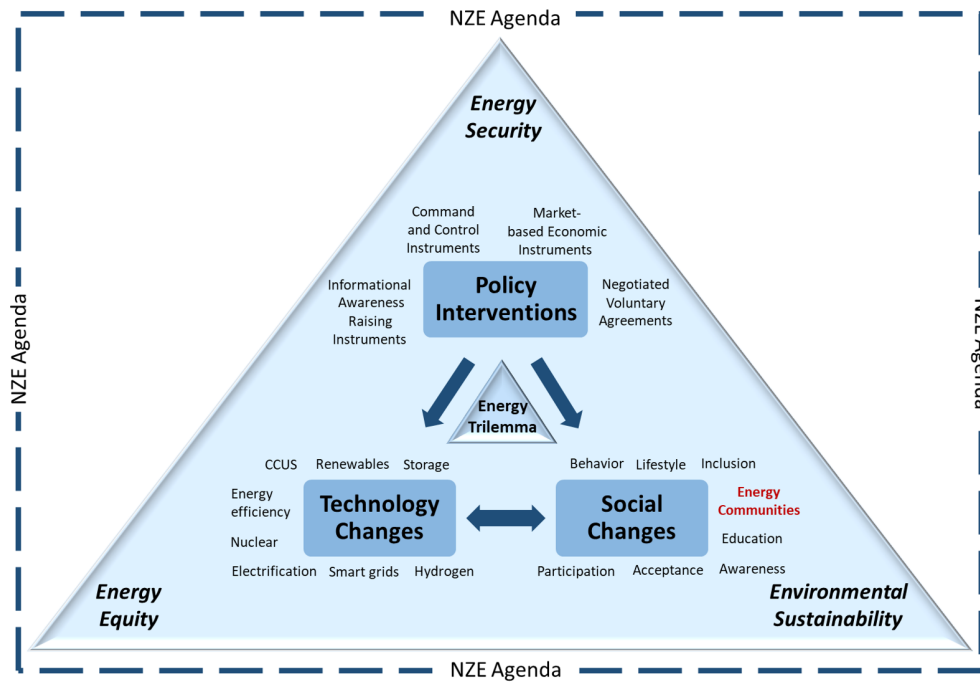 NZE Agenda
Energy
Security
Command
and Control
Instruments
Market-
based Economic
Instruments
Informational
Awareness
Raising
Instruments
Policy
Interventions
Negotiated
Voluntary
Agreements
NZE Agenda
NZE Agenda
Energy
Trilemma
CCUS Renewables Storage
Energy
efficiency
Nuclear
Technology
Changes
Electrification Smart grids Hydrogen
Behavior Lifestyle Inclusion
Social
Changes
Energy
Communities
Education
Participation Acceptance Awareness
Energy
Equity
Environmental
Sustainability
NZE Agenda